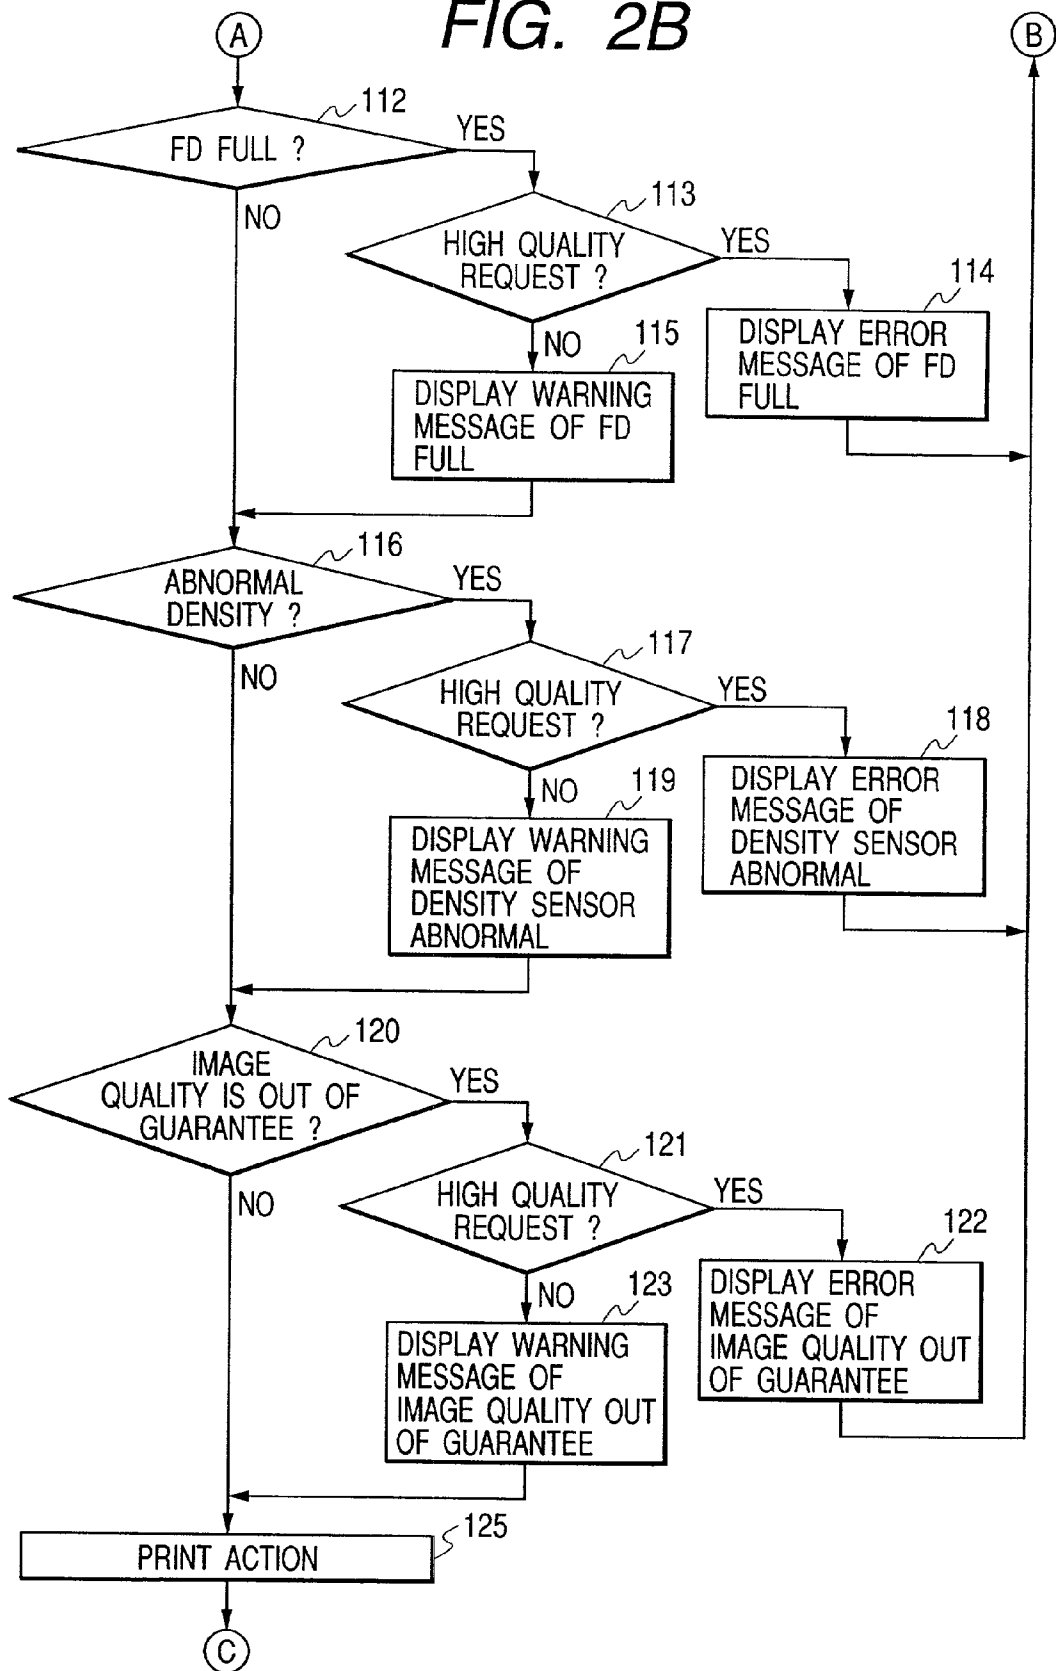 FIG. 2B
A
B
112
FD FULL ?
YES
NO
113
HIGH QUALITY
REQUEST ?
YES
NO
114
DISPLAY ERROR
MESSAGE OF FD
FULL
115
DISPLAY WARNING
MESSAGE OF FD
FULL
116
ABNORMAL
DENSITY ?
YES
NO
117
HIGH QUALITY
REQUEST ?
YES
NO
118
DISPLAY ERROR
MESSAGE OF
DENSITY SENSOR
ABNORMAL
119
DISPLAY WARNING
MESSAGE OF
DENSITY SENSOR
ABNORMAL
120
IMAGE
QUALITY IS OUT OF
GUARANTEE ?
YES
NO
121
HIGH QUALITY
REQUEST ?
YES
NO
122
DISPLAY ERROR
MESSAGE OF
IMAGE QUALITY OUT
OF GUARANTEE
123
DISPLAY WARNING
MESSAGE OF
IMAGE QUALITY OUT
OF GUARANTEE
125
PRINT ACTION
C